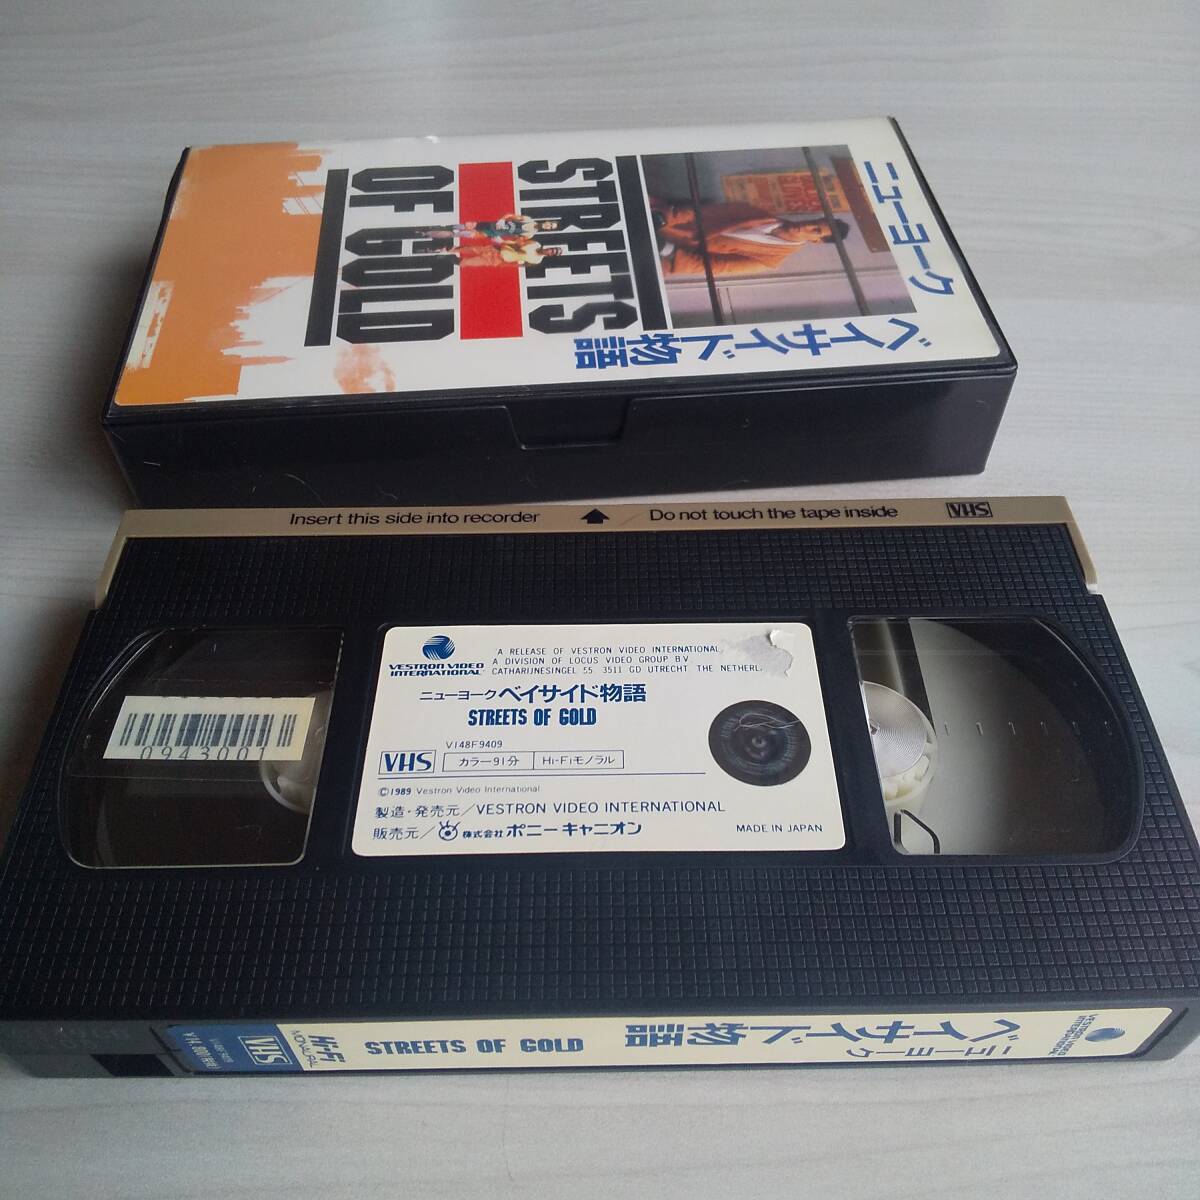 ニューヨーク
ベイサイド物語
STREETS
OF GOLD
Insert this side into recorder
Do not touch the tape inside
VHS
VESTRON VIDEO
INTERNATIONAL
A RELEASE OF VESTRON VIDEO INTERNATIONAL
A DIVISION OF LOCUS VIDEO GROUP B.V
CATHARIJNESINGEL 55. 3511 GD UTRECHT THE NETHERL
ニューヨークベイサイド物語
STREETS OF GOLD
V148F9409
VHS カラー91分 Hi-Fiモノラル
©1989 Vestron Video International
製造・発売元/VESTRON VIDEO INTERNATIONAL
販売元/株式会社ポニーキャニオン
MADE IN JAPAN
0943001
VESTRON VIDEO
INTERNATIONAL
ニューヨーク
ベイサイド物語
STREETS OF GOLD
Hi-Fi
MONAURAL
VHS